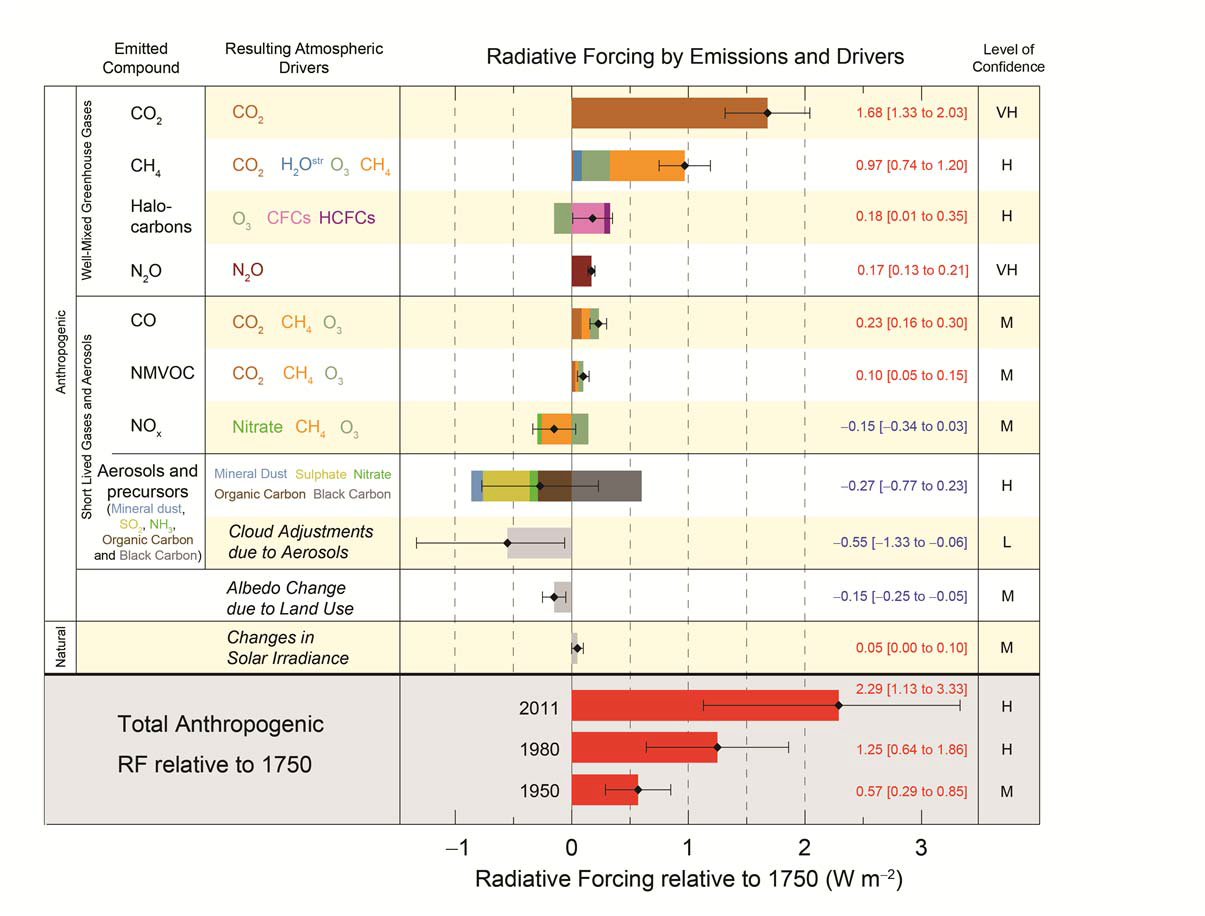 Emitted
Compound
Resulting Atmospheric
Drivers
Radiative Forcing by Emissions and Drivers
Level of
Confidence
Anthropogenic
Well-Mixed Greenhouse Gases
CO₂
CO₂
1.68 [1.33 to 2.03]
VH
CH₄
CO₂ H₂Oˢᵗʳ O₃ CH₄
0.97 [0.74 to 1.20]
H
Halo-
carbons
O₃ CFCs HCFCs
0.18 [0.01 to 0.35]
H
N₂O
N₂O
0.17 [0.13 to 0.21]
VH
Short Lived Gases and Aerosols
CO
CO₂ CH₄ O₃
0.23 [0.16 to 0.30]
M
NMVOC
CO₂ CH₄ O₃
0.10 [0.05 to 0.15]
M
NOₓ
Nitrate CH₄ O₃
−0.15 [−0.34 to 0.03]
M
Aerosols and
precursors
(Mineral dust,
SO₂, NH₃,
Organic Carbon
and Black Carbon)
Mineral Dust Sulphate Nitrate
Organic Carbon Black Carbon
−0.27 [−0.77 to 0.23]
H
Cloud Adjustments
due to Aerosols
−0.55 [−1.33 to −0.06]
L
Albedo Change
due to Land Use
−0.15 [−0.25 to −0.05]
M
Natural
Changes in
Solar Irradiance
0.05 [0.00 to 0.10]
M
Total Anthropogenic
RF relative to 1750
2011
2.29 [1.13 to 3.33]
H
1980
1.25 [0.64 to 1.86]
H
1950
0.57 [0.29 to 0.85]
M
−1 0 1 2 3
Radiative Forcing relative to 1750 (W m⁻²)